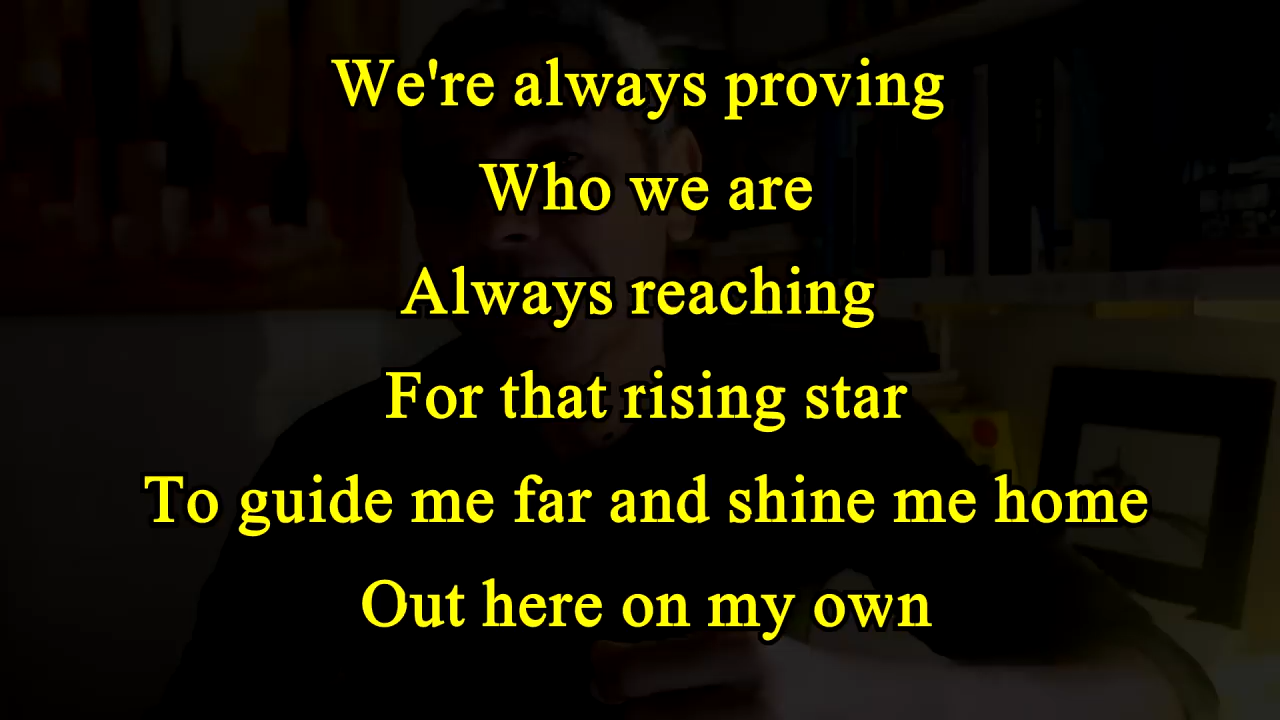 We're always proving
Who we are
Always reaching
For that rising star
To guide me far and shine me home
Out here on my own